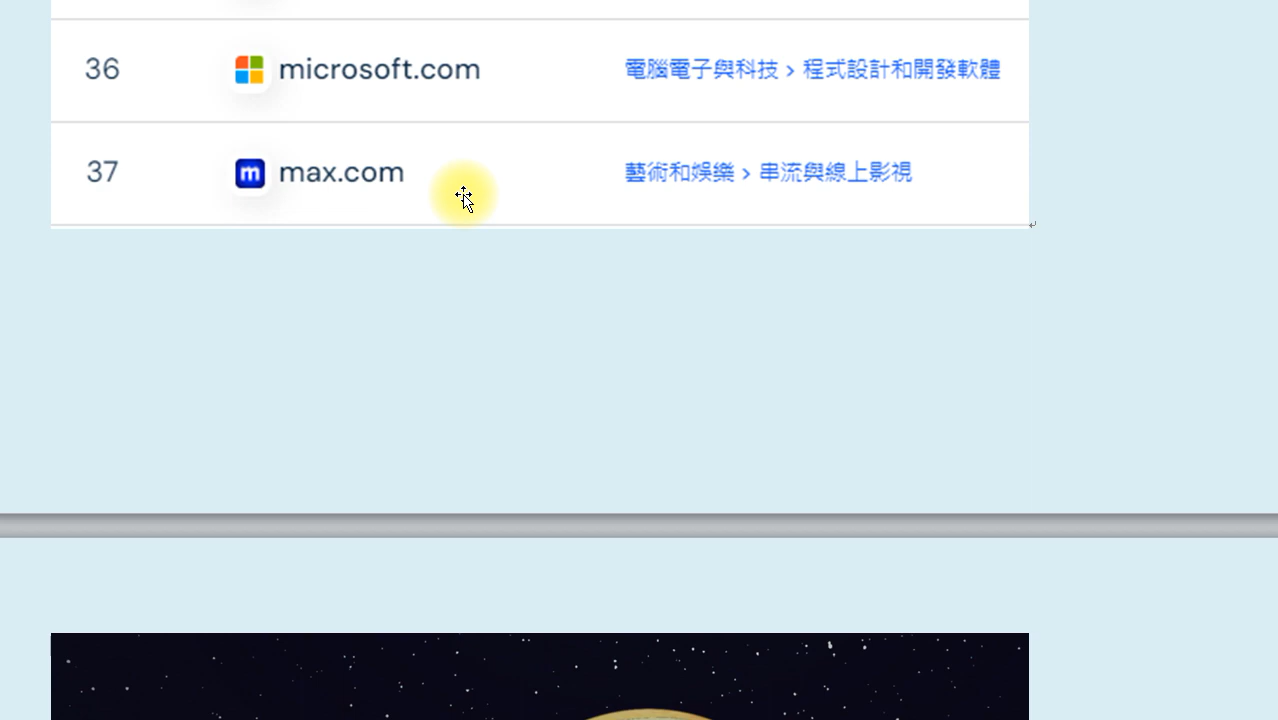 36 microsoft.com 電腦電子與科技 > 程式設計和開發軟體
37 m max.com 藝術和娛樂 > 串流與線上影視